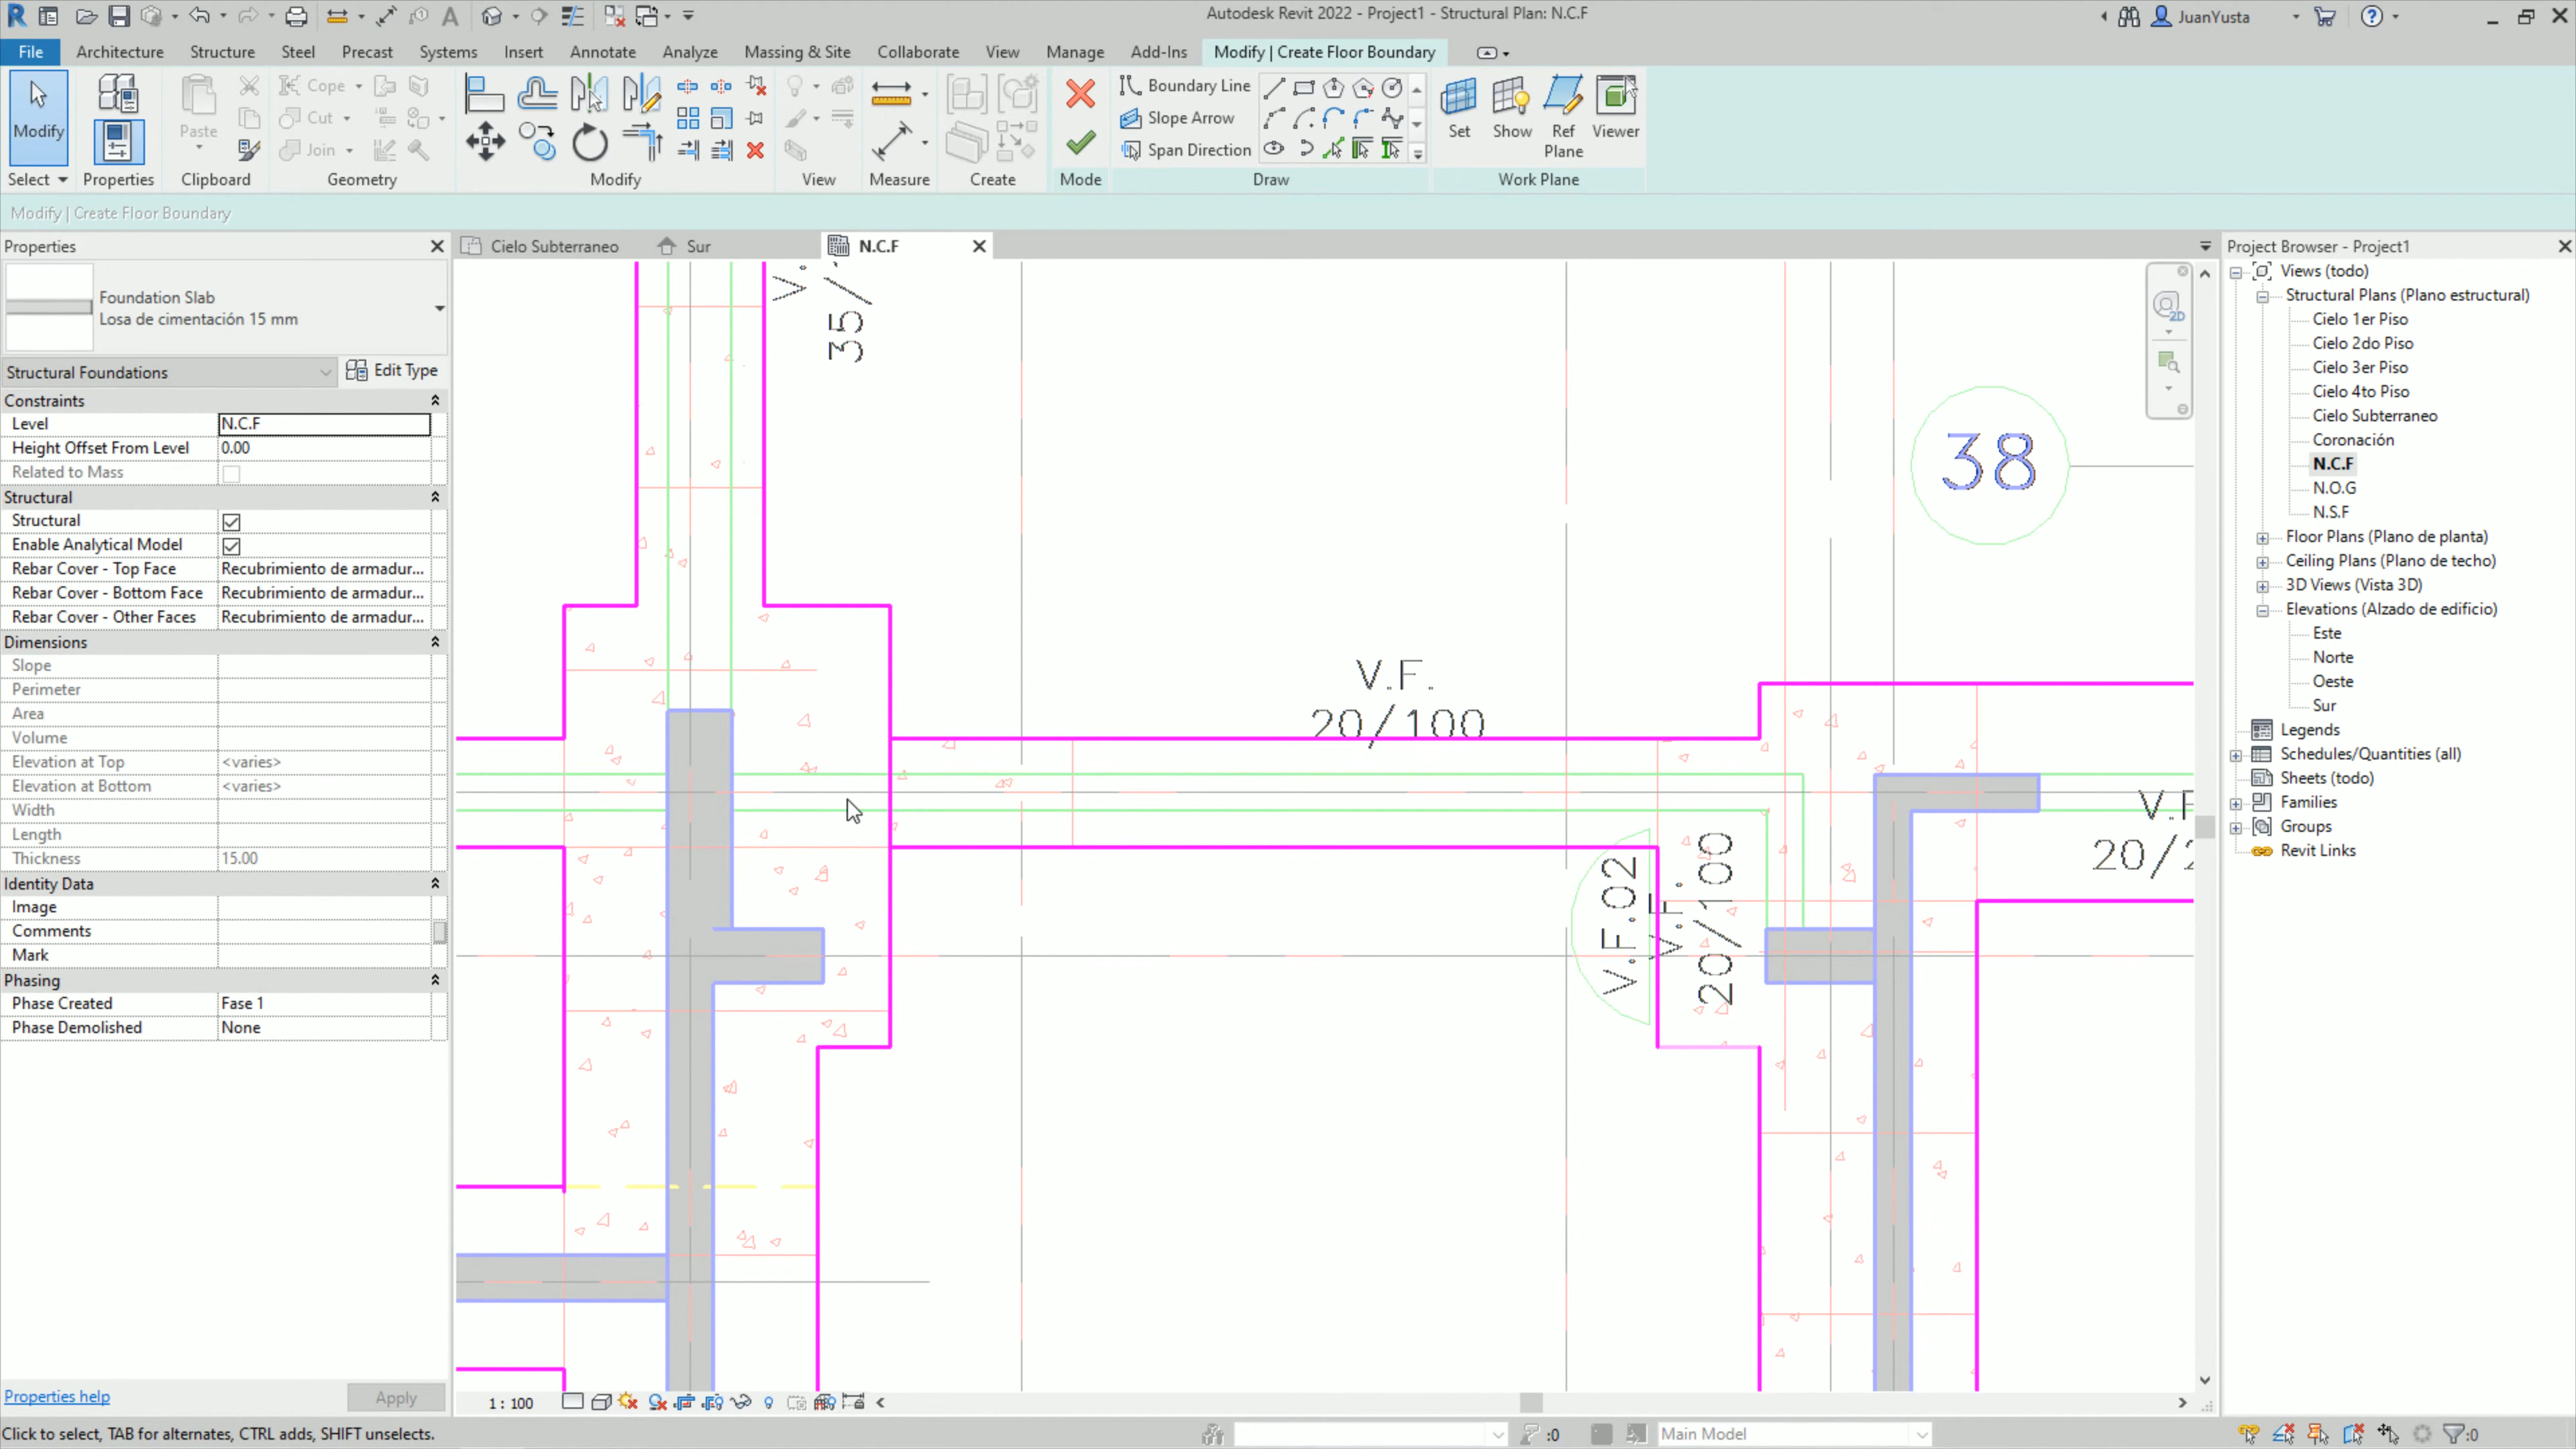 Autodesk Revit 2022 - Project1 - Structural Plan: N.C.F
JuanYusta
File Architecture Structure Steel Precast Systems Insert Annotate Analyze Massing & Site Collaborate View Manage Add-Ins Modify | Create Floor Boundary
Modify
Cope
Cut
Join
Paste
Boundary Line
Slope Arrow
Span Direction
Set Show Ref Plane Viewer
Select Properties Clipboard Geometry Modify View Measure Create Mode Draw Work Plane
Modify | Create Floor Boundary
Properties
Foundation Slab
Losa de cimentación 15 mm
Structural Foundations Edit Type
Constraints
Level N.C.F
Height Offset From Level 0.00
Related to Mass
Structural
Structural
Enable Analytical Model
Rebar Cover - Top Face Recubrimiento de armadur...
Rebar Cover - Bottom Face Recubrimiento de armadur...
Rebar Cover - Other Faces Recubrimiento de armadur...
Dimensions
Slope
Perimeter
Area
Volume
Elevation at Top <varies>
Elevation at Bottom <varies>
Width
Length
Thickness 15.00
Identity Data
Image
Comments
Mark
Phasing
Phase Created Fase 1
Phase Demolished None
Properties help Apply
Cielo Subterraneo Sur N.C.F
35/
38
V.F.
20/100
V.F.02
V.F.
20/100
V.F
20/2
2D
1 : 100
Project Browser - Project1
Views (todo)
Structural Plans (Plano estructural)
Cielo 1er Piso
Cielo 2do Piso
Cielo 3er Piso
Cielo 4to Piso
Cielo Subterraneo
Coronación
N.C.F
N.O.G
N.S.F
Floor Plans (Plano de planta)
Ceiling Plans (Plano de techo)
3D Views (Vista 3D)
Elevations (Alzado de edificio)
Este
Norte
Oeste
Sur
Legends
Schedules/Quantities (all)
Sheets (todo)
Families
Groups
Revit Links
Click to select, TAB for alternates, CTRL adds, SHIFT unselects.
:0
Main Model
:0